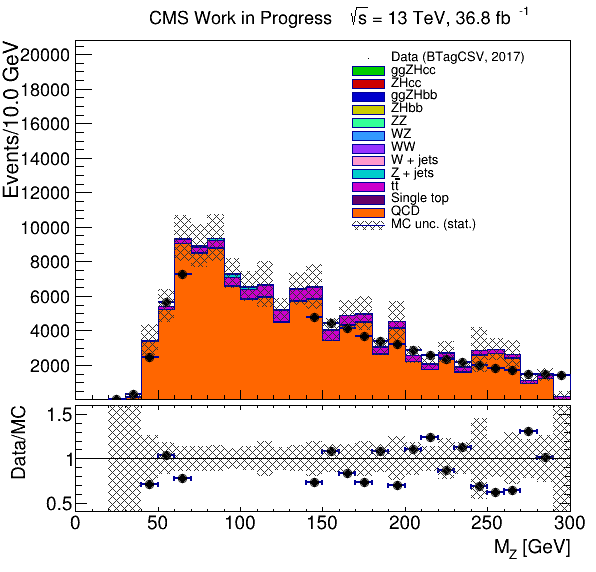 CMS Work in Progress √s = 13 TeV, 36.8 fb -1
Events/10.0 GeV
20000
18000
16000
14000
12000
10000
8000
6000
4000
2000
Data (BTagCSV, 2017)
ggZHcc
ZHcc
ggZHbb
ZHbb
ZZ
WZ
WW
W + jets
Z + jets
tt̅
Single top
QCD
MC unc. (stat.)
Data/MC
1.5
1
0.5
0 50 100 150 200 250 300
M_Z [GeV]